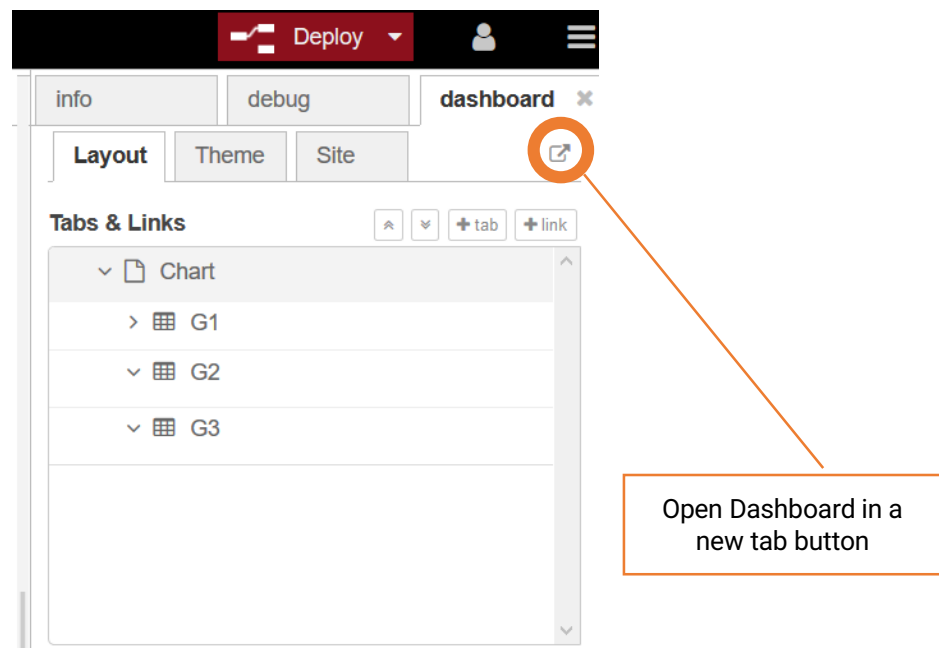 Deploy
info debug dashboard
Layout Theme Site
Tabs & Links tab link
Chart
G1
G2
G3
Open Dashboard in a
new tab button